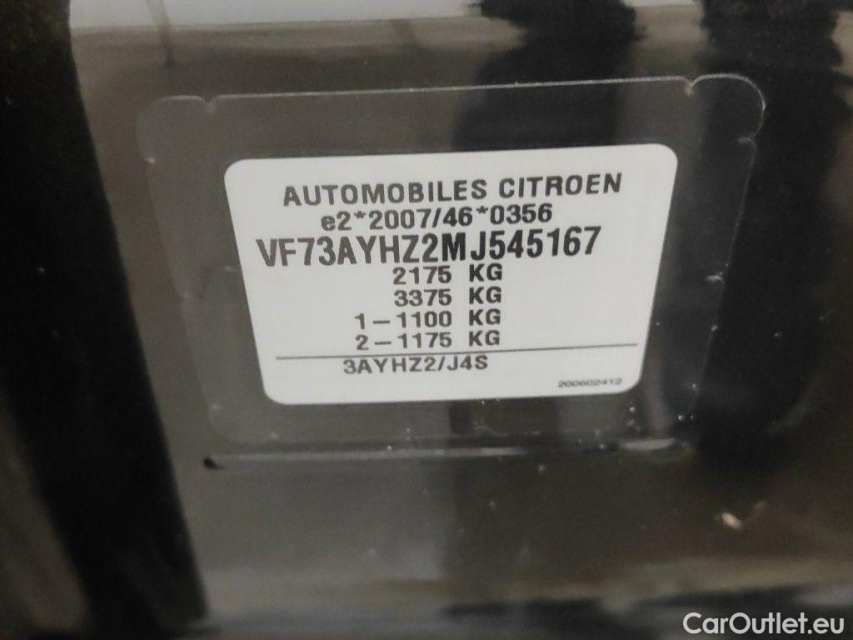 AUTOMOBILES CITROEN
e2*2007/46*0356
VF73AYHZ2MJ545167
2175 KG
3375 KG
1-1100 KG
2-1175 KG
3AYHZ2/J4S
200602412
CarOutlet.eu